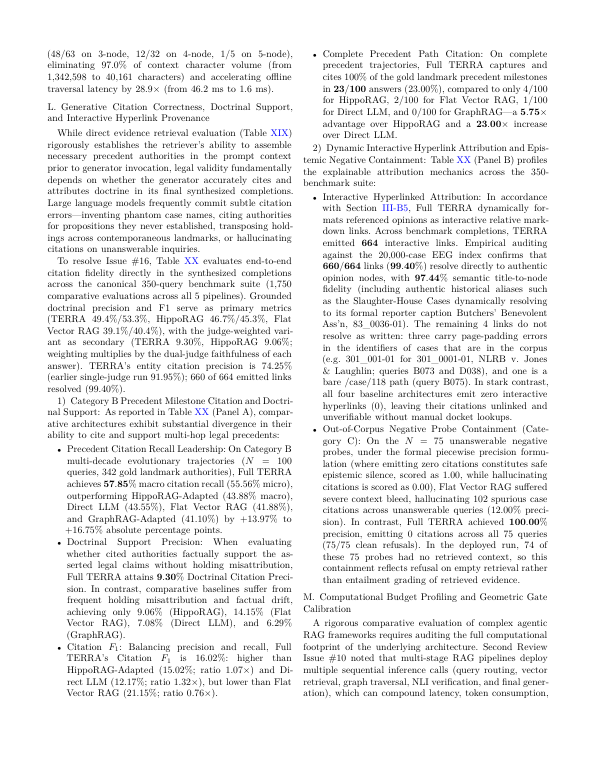 (48/63 on 3-node, 12/32 on 4-node, 1/5 on 5-node),
eliminating 97.0% of context character volume (from
1,342,598 to 40,161 characters) and accelerating offline
traversal latency by 28.9× (from 46.2 ms to 1.6 ms).
L. Generative Citation Correctness, Doctrinal Support,
and Interactive Hyperlink Provenance
While direct evidence retrieval evaluation (Table XIX)
rigorously establishes the retriever's ability to assemble
necessary precedent authorities in the prompt context
prior to generator invocation, legal validity fundamentally
depends on whether the generator accurately cites and
attributes doctrine in its final synthesized completions.
Large language models frequently commit subtle citation
errors—inventing phantom case names, citing authorities
for propositions they never established, transposing hold-
ings across contemporaneous landmarks, or hallucinating
citations on unanswerable inquiries.
To resolve Issue #16, Table XX evaluates end-to-end
citation fidelity directly in the synthesized completions
across the canonical 350-query benchmark suite (1,750
comparative evaluations across all 5 pipelines). Grounded
doctrinal precision and F1 serve as primary metrics
(TERRA 49.4%/53.3%, HippoRAG 46.7%/45.3%, Flat
Vector RAG 39.1%/40.4%), with the judge-weighted vari-
ant as secondary (TERRA 9.30%, HippoRAG 9.06%;
weighting multiplies by the dual-judge faithfulness of each
answer). TERRA's entity citation precision is 74.25%
(earlier single-judge run 91.95%); 660 of 664 emitted links
resolved (99.40%).
1) Category B Precedent Milestone Citation and Doctri-
nal Support: As reported in Table XX (Panel A), compar-
ative architectures exhibit substantial divergence in their
ability to cite and support multi-hop legal precedents:
• Precedent Citation Recall Leadership: On Category B
multi-decade evolutionary trajectories (N = 100
queries, 342 gold landmark authorities), Full TERRA
achieves 57.85% macro citation recall (55.56% micro),
outperforming HippoRAG-Adapted (43.88% macro),
Direct LLM (43.55%), Flat Vector RAG (41.88%),
and GraphRAG-Adapted (41.10%) by +13.97% to
+16.75% absolute percentage points.
• Doctrinal Support Precision: When evaluating
whether cited authorities factually support the as-
serted legal claims without holding misattribution,
Full TERRA attains 9.30% Doctrinal Citation Preci-
sion. In contrast, comparative baselines suffer from
frequent holding misattribution and factual drift,
achieving only 9.06% (HippoRAG), 14.15% (Flat
Vector RAG), 7.08% (Direct LLM), and 6.29%
(GraphRAG).
• Citation F1: Balancing precision and recall, Full
TERRA's Citation F1 is 16.02%: higher than
HippoRAG-Adapted (15.02%; ratio 1.07×) and Di-
rect LLM (12.17%; ratio 1.32×), but lower than Flat
Vector RAG (21.15%; ratio 0.76×).
• Complete Precedent Path Citation: On complete
precedent trajectories, Full TERRA captures and
cites 100% of the gold landmark precedent milestones
in 23/100 answers (23.00%), compared to only 4/100
for HippoRAG, 2/100 for Flat Vector RAG, 1/100
for Direct LLM, and 0/100 for GraphRAG—a 5.75×
advantage over HippoRAG and a 23.00× increase
over Direct LLM.
2) Dynamic Interactive Hyperlink Attribution and Epis-
temic Negative Containment: Table XX (Panel B) profiles
the explainable attribution mechanics across the 350-
benchmark suite:
• Interactive Hyperlinked Attribution: In accordance
with Section III-B5, Full TERRA dynamically for-
mats referenced opinions as interactive relative mark-
down links. Across benchmark completions, TERRA
emitted 664 interactive links. Empirical auditing
against the 20,000-case EEG index confirms that
660/664 links (99.40%) resolve directly to authentic
opinion nodes, with 97.44% semantic title-to-node
fidelity (including authentic historical aliases such
as the Slaughter-House Cases dynamically resolving
to its formal reporter caption Butchers' Benevolent
Ass'n, 83_0036-01). The remaining 4 links do not
resolve as written: three carry page-padding errors
in the identifiers of cases that are in the corpus
(e.g. 301_001-01 for 301_0001-01, NLRB v. Jones
& Laughlin; queries B073 and D038), and one is a
bare /case/118 path (query B075). In stark contrast,
all four baseline architectures emit zero interactive
hyperlinks (0), leaving their citations unlinked and
unverifiable without manual docket lookups.
• Out-of-Corpus Negative Probe Containment (Cate-
gory C): On the N = 75 unanswerable negative
probes, under the formal piecewise precision formu-
lation (where emitting zero citations constitutes safe
epistemic silence, scored as 1.00, while hallucinating
citations is scored as 0.00), Flat Vector RAG suffered
severe context bleed, hallucinating 102 spurious case
citations across unanswerable queries (12.00% preci-
sion). In contrast, Full TERRA achieved 100.00%
precision, emitting 0 citations across all 75 queries
(75/75 clean refusals). In the deployed run, 74 of
these 75 probes had no retrieved context, so this
containment reflects refusal on empty retrieval rather
than entailment grading of retrieved evidence.
M. Computational Budget Profiling and Geometric Gate
Calibration
A rigorous comparative evaluation of complex agentic
RAG frameworks requires auditing the full computational
footprint of the underlying architecture. Second Review
Issue #10 noted that multi-stage RAG pipelines deploy
multiple sequential inference calls (query routing, vector
retrieval, graph traversal, NLI verification, and final gener-
ation), which can compound latency, token consumption,